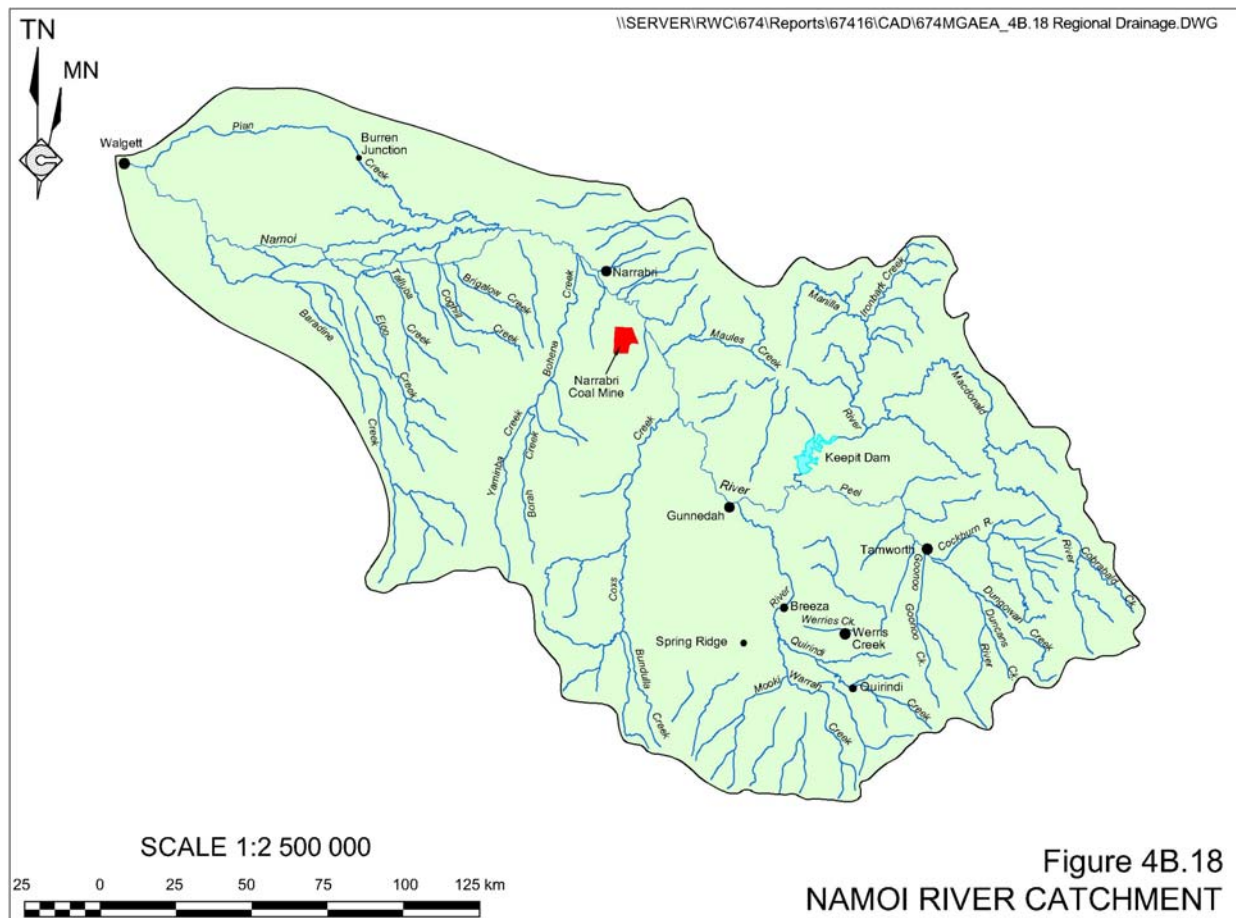 \\SERVER\RWC\674\Reports\67416\CAD\674MGAEA_4B.18 Regional Drainage.DWG
TN
MN
Walgett
Pian
Burren
Junction
Creek
Namoi
Narrabri
Narrabri
Coal Mine
Baradine
Creek
Etoo
Creek
Tallyba
Creek
Coghill
Creek
Brigalow
Creek
Bohena
Creek
Yaminba
Creek
Borah
Creek
Maules
Creek
Manilla
River
Ironbark Creek
Macdonald
River
Keepit Dam
Creek
Coxs
River
Gunnedah
Peel
Tamworth
Cockburn R.
Cobrabald Ck.
Goonoo
Goonoo
Ck.
Dungowan
Creek
Duncans
Ck.
River
River
Breeza
Werries Ck.
Werris
Creek
Spring Ridge
Quirindi
Creek
Quirindi
Mooki
Warrah
Creek
Bundulla
Creek
SCALE 1:2 500 000
25 0 25 50 75 100 125 km
Figure 4B.18
NAMOI RIVER CATCHMENT